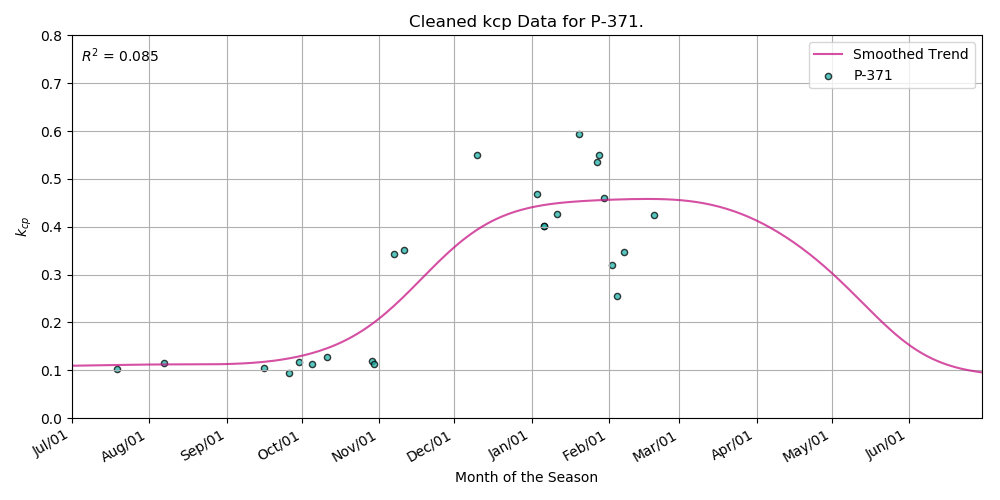 Cleaned kcp Data for P-371.
R² = 0.085
Smoothed Trend
P-371
k_cp
0.8
0.7
0.6
0.5
0.4
0.3
0.2
0.1
0.0
Jul/01 Aug/01 Sep/01 Oct/01 Nov/01 Dec/01 Jan/01 Feb/01 Mar/01 Apr/01 May/01 Jun/01
Month of the Season